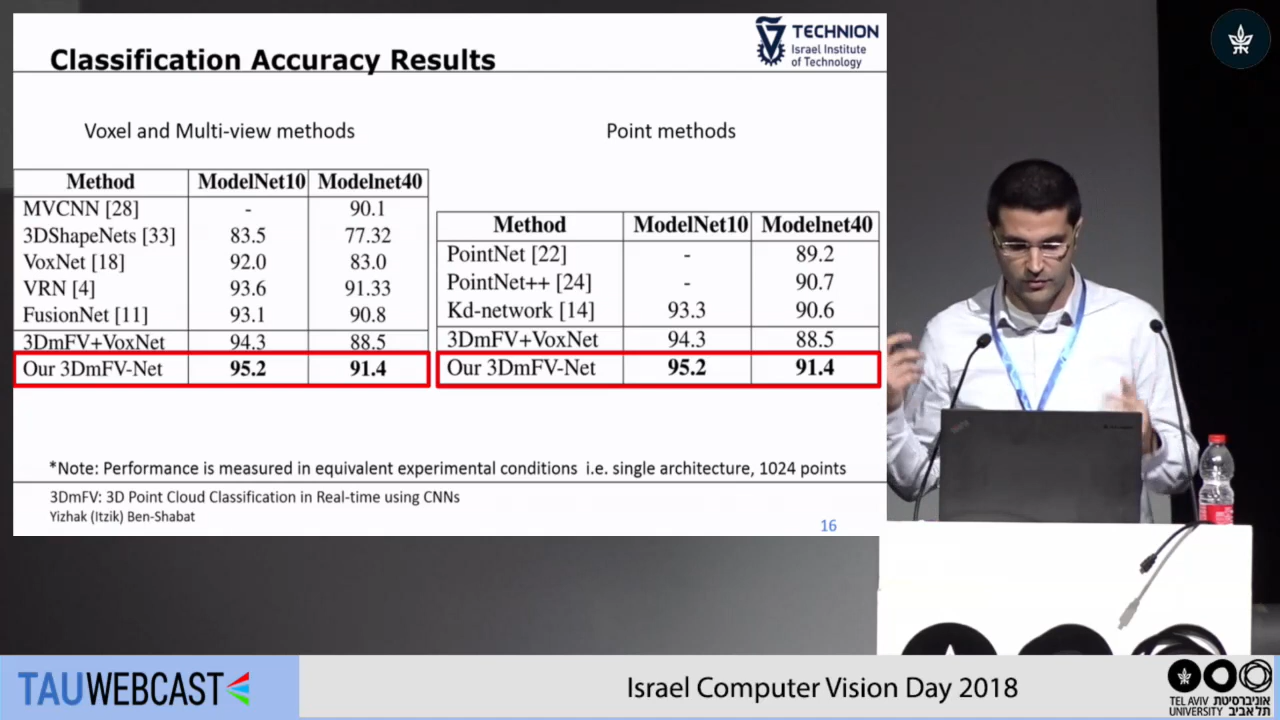 Classification Accuracy Results
TECHNION
Israel Institute
of Technology
Voxel and Multi-view methods
Method ModelNet10 Modelnet40
MVCNN [28] - 90.1
3DShapeNets [33] 83.5 77.32
VoxNet [18] 92.0 83.0
VRN [4] 93.6 91.33
FusionNet [11] 93.1 90.8
3DmFV+VoxNet 94.3 88.5
Our 3DmFV-Net 95.2 91.4
Point methods
Method ModelNet10 Modelnet40
PointNet [22] - 89.2
PointNet++ [24] - 90.7
Kd-network [14] 93.3 90.6
3DmFV+VoxNet 94.3 88.5
Our 3DmFV-Net 95.2 91.4
*Note: Performance is measured in equivalent experimental conditions i.e. single architecture, 1024 points
3DmFV: 3D Point Cloud Classification in Real-time using CNNs
Yizhak (Itzik) Ben-Shabat
16
TAUWEBCAST
Israel Computer Vision Day 2018
TEL AVIV אוניברסיטת
UNIVERSITY תל אביב